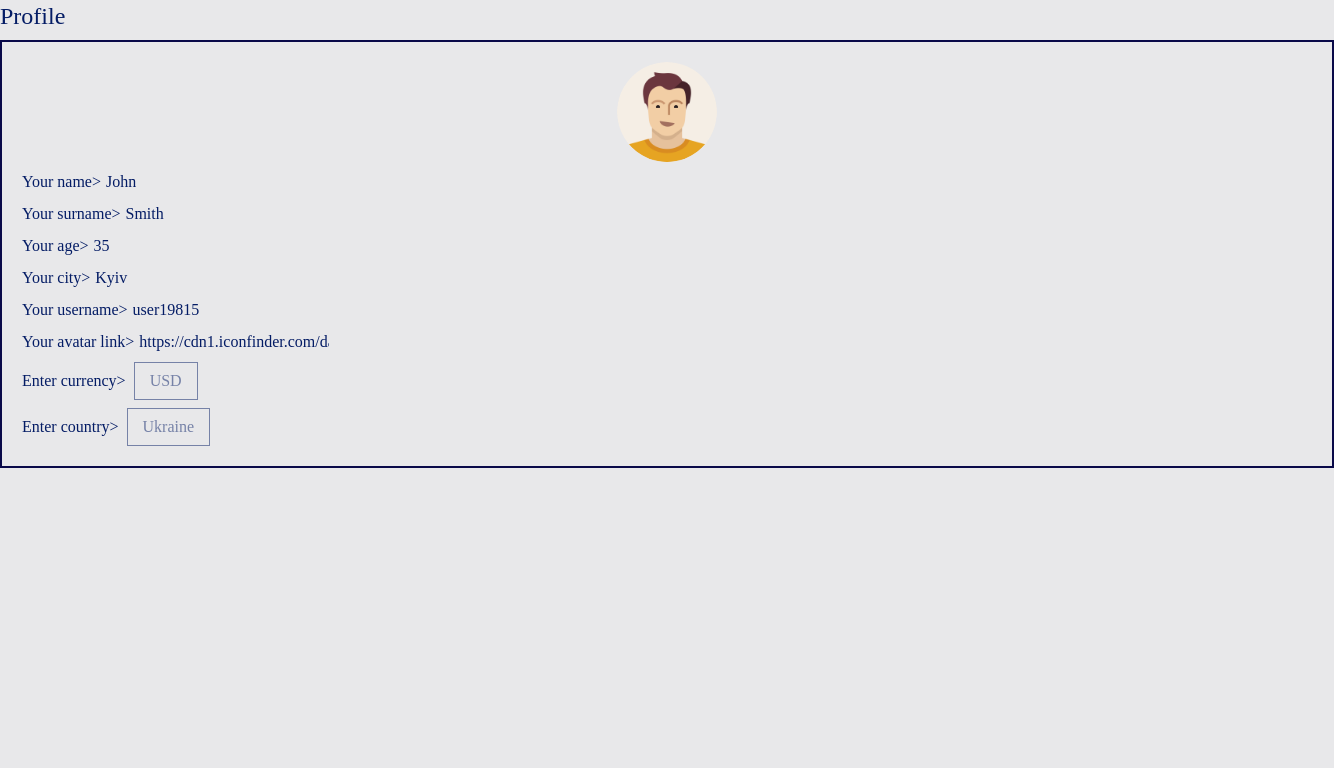 Profile
Your name> John
Your surname> Smith
Your age> 35
Your city> Kyiv
Your username> user19815
Your avatar link> https://cdn1.iconfinder.com/d
Enter currency> USD
Enter country> Ukraine